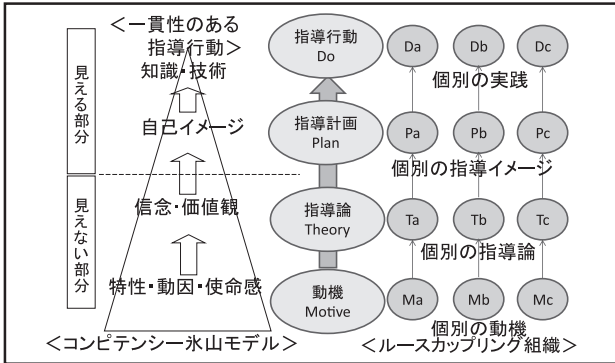 見える部分
見えない部分
<一貫性のある
指導行動>
知識・技術
自己イメージ
信念・価値観
特性・動因・使命感
<コンピテンシー氷山モデル>
指導行動
Do
指導計画
Plan
指導論
Theory
動機
Motive
Da Db Dc
個別の実践
Pa Pb Pc
個別の指導イメージ
Ta Tb Tc
個別の指導論
Ma Mb Mc
個別の動機
<ルースカップリング組織>